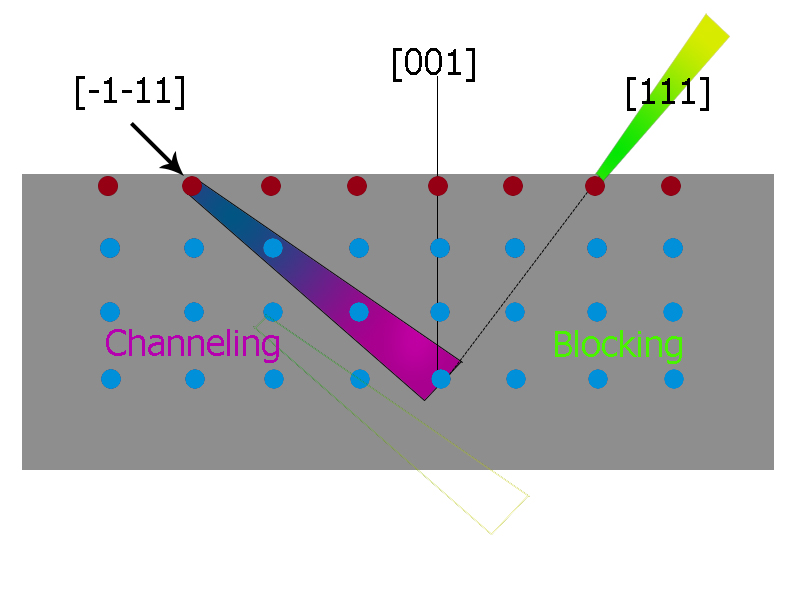 [001]
[-1-11]
[111]
Channeling
Blocking